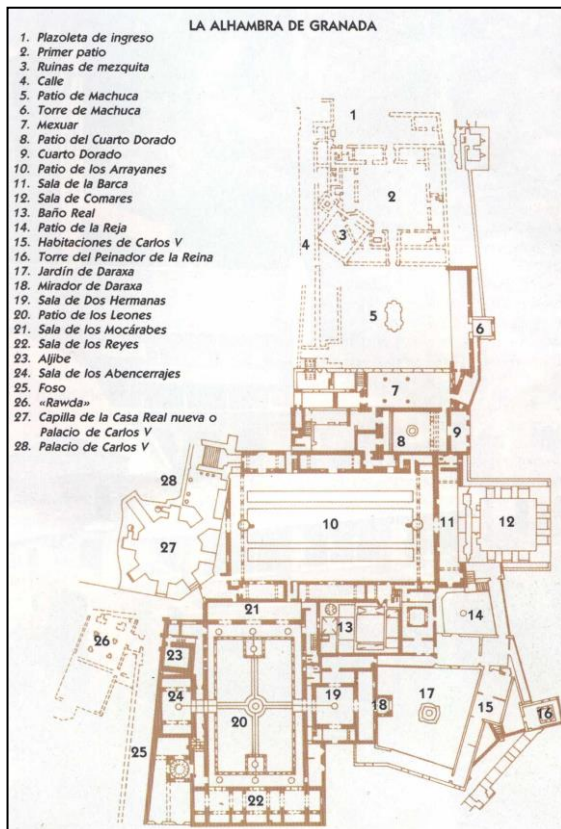 LA ALHAMBRA DE GRANADA
1. Plazoleta de ingreso
2. Primer patio
3. Ruinas de mezquita
4. Calle
5. Patio de Machuca
6. Torre de Machuca
7. Mexuar
8. Patio del Cuarto Dorado
9. Cuarto Dorado
10. Patio de los Arrayanes
11. Sala de la Barca
12. Sala de Comares
13. Baño Real
14. Patio de la Reja
15. Habitaciones de Carlos V
16. Torre del Peinador de la Reina
17. Jardín de Daraxa
18. Mirador de Daraxa
19. Sala de Dos Hermanas
20. Patio de los Leones
21. Sala de los Mocárabes
22. Sala de los Reyes
23. Aljibe
24. Sala de los Abencerrajes
25. Foso
26. «Rawda»
27. Capilla de la Casa Real nueva o
Palacio de Carlos V
28. Palacio de Carlos V
1
2
3
4
5
6
7
8
9
28
10
11
12
27
21
13
14
26
23
24
19
18
17
15
16
20
25
22